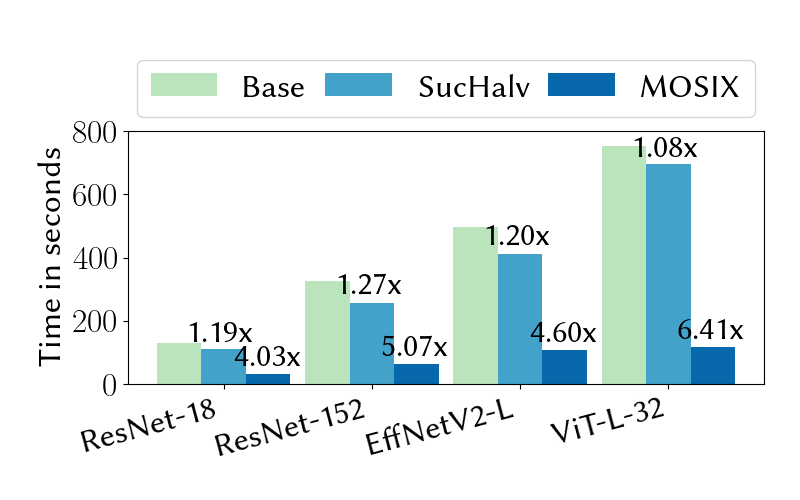 Base SucHalv MOSIX
Time in seconds
800
600
400
200
0
1.19x
4.03x
1.27x
5.07x
1.20x
4.60x
1.08x
6.41x
ResNet-18
ResNet-152
EffNetV2-L
ViT-L-32